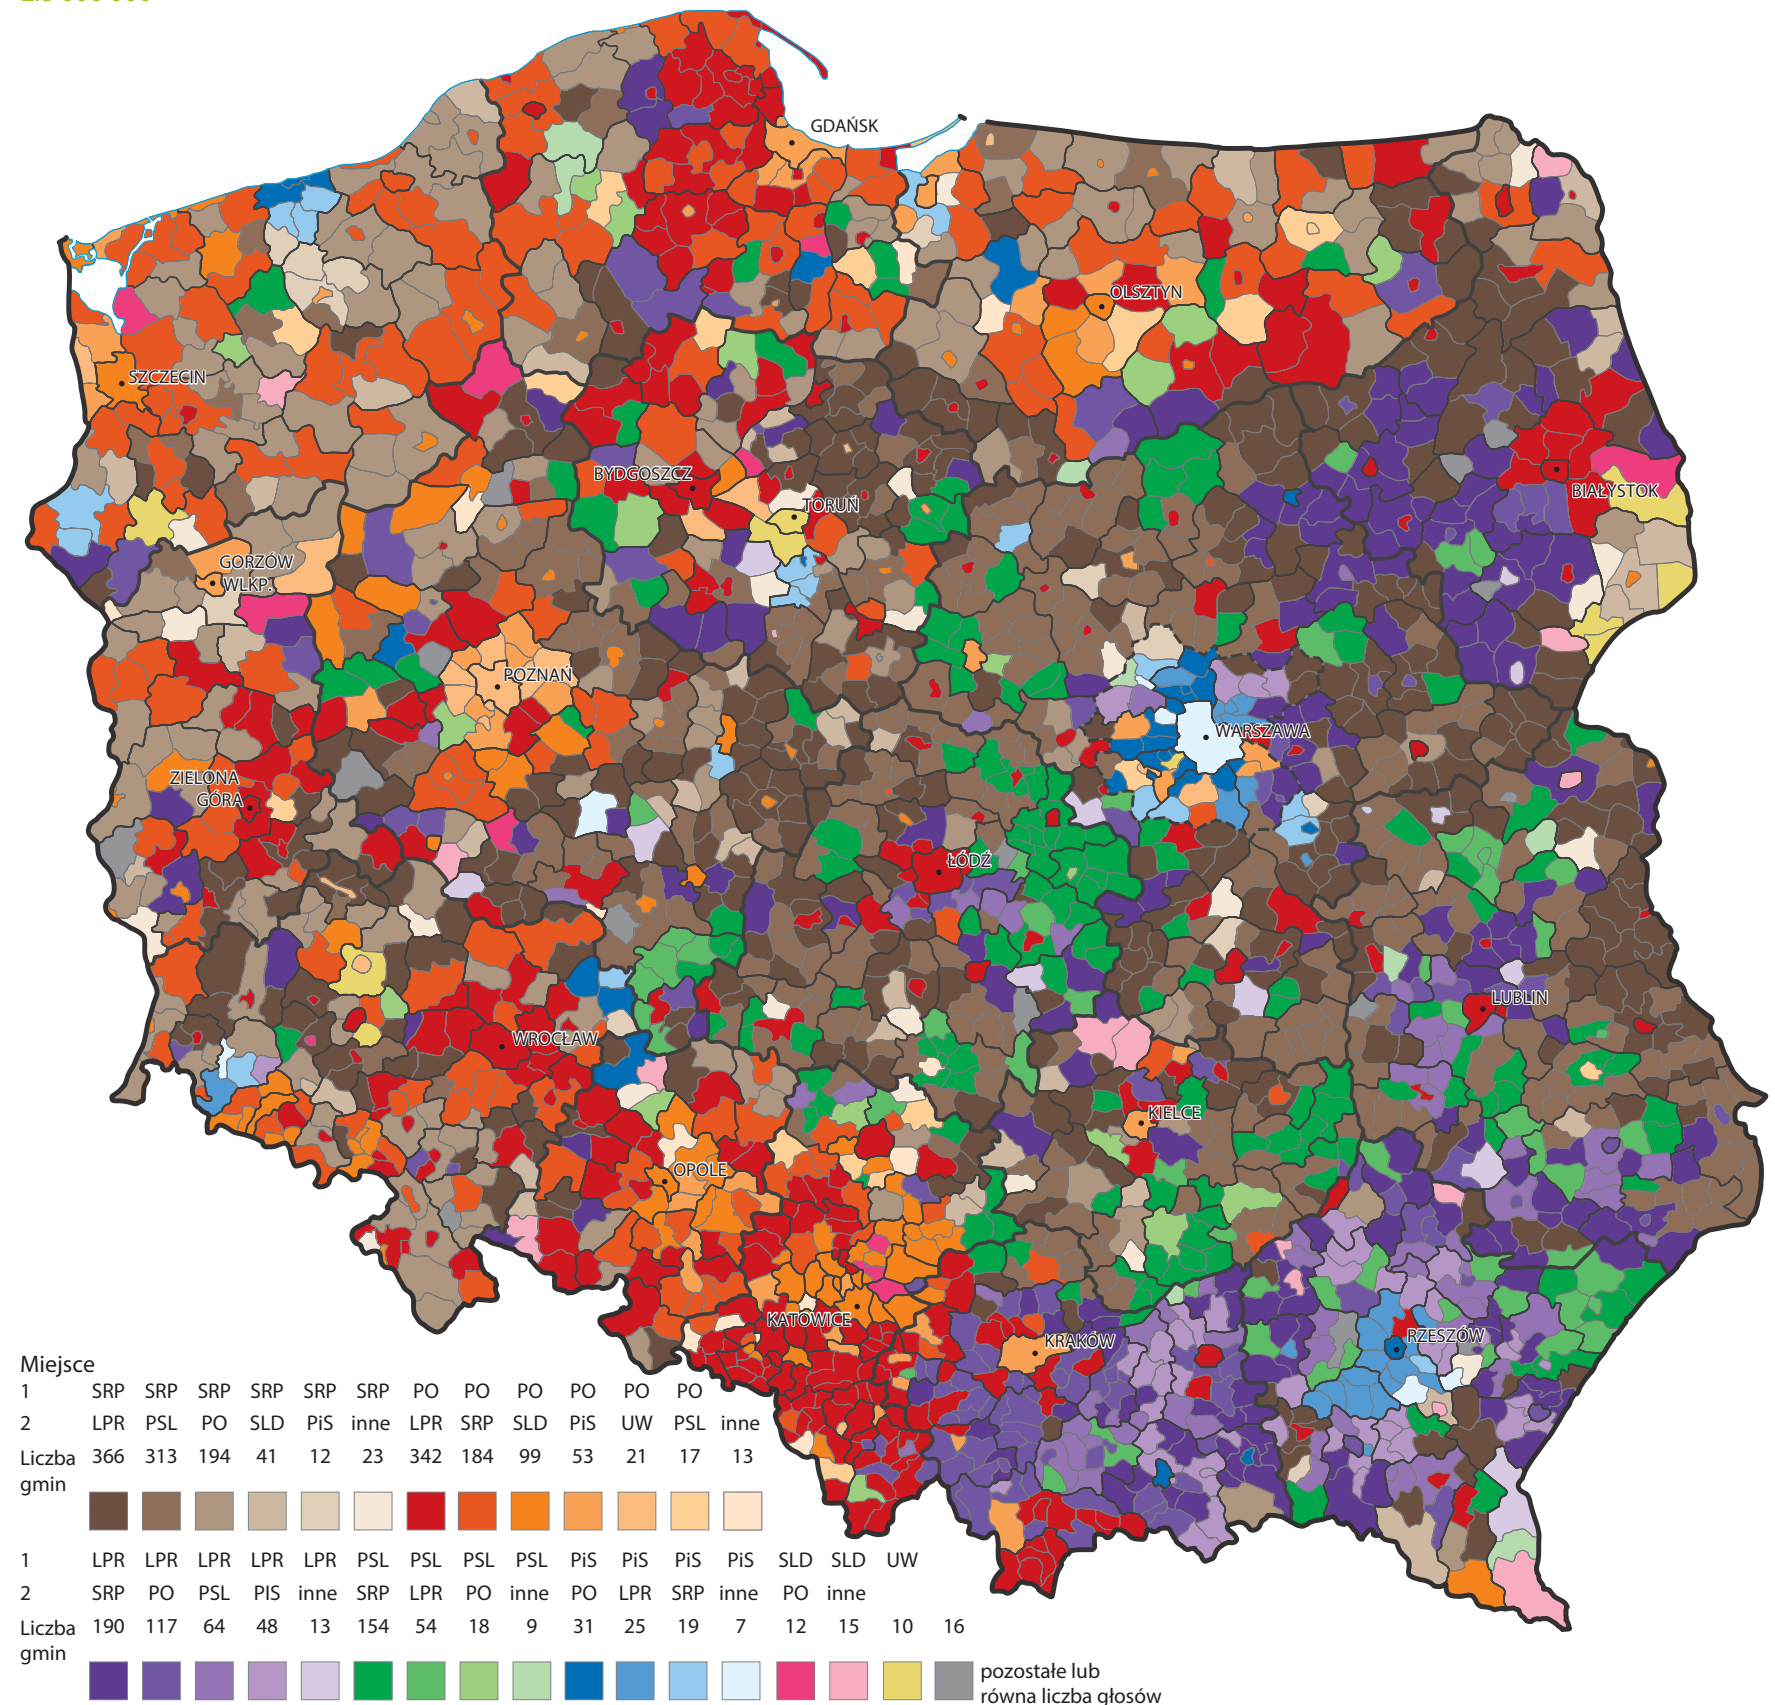 GDAŃSK
OLSZTYN
SZCZECIN
BYDGOSZCZ
BIAŁYSTOK
TORUŃ
GORZÓW
WLKP.
POZNAŃ
WARSZAWA
ZIELONA
GÓRA
ŁÓDŹ
LUBLIN
WROCŁAW
KIELCE
OPOLE
KATOWICE
KRAKÓW
RZESZÓW
Miejsce
1 SRP SRP SRP SRP SRP SRP PO PO PO PO PO PO
2 LPR PSL PO SLD PiS inne LPR SRP SLD PiS UW PSL inne
Liczba 366 313 194 41 12 23 342 184 99 53 21 17 13
gmin
1 LPR LPR LPR LPR LPR PSL PSL PSL PSL PiS PiS PiS PiS SLD SLD UW
2 SRP PO PSL PIS inne SRP LPR PO inne PO LPR SRP inne PO inne
Liczba 190 117 64 48 13 154 54 18 9 31 25 19 7 12 15 10 16
gmin
pozostałe lub
równa liczba głosów